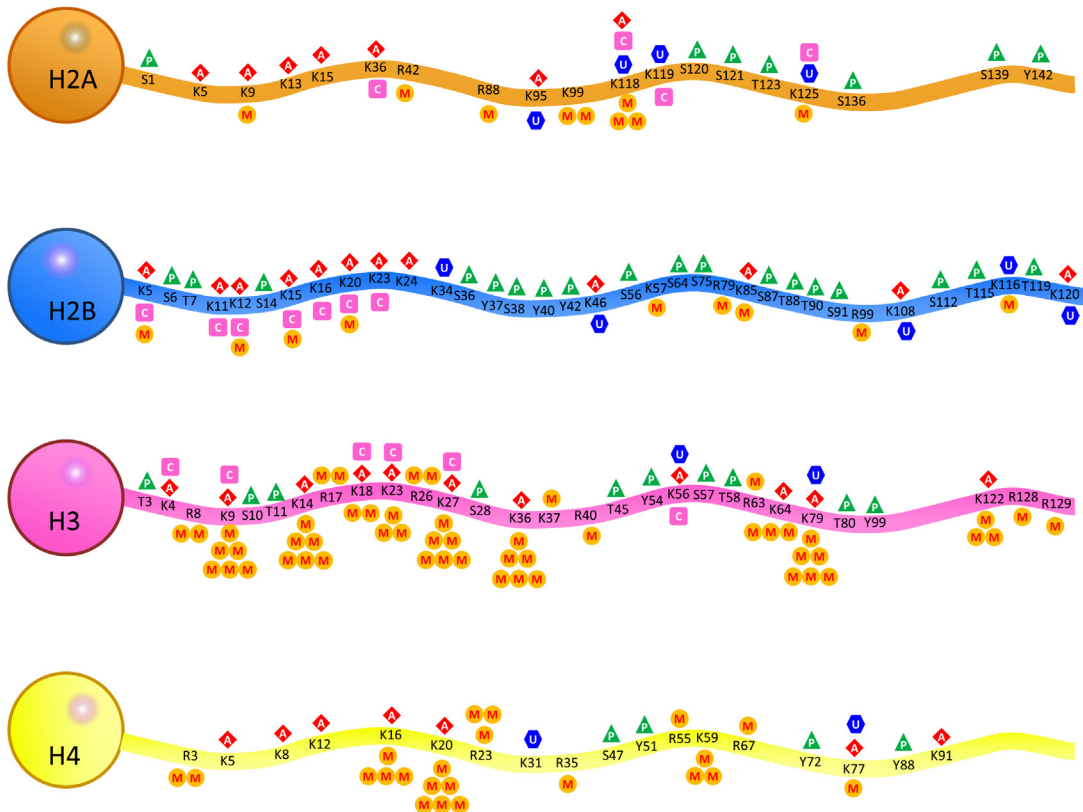 A
C C
P A A A A A A U U P P P U P P P
H2A
S1 K5 K9 K13 K15 K36 R42 R88 K95 K99 K118 K119 S120 S121 T123 K125 S136 S139 Y142
M C M M U M M M C M
M M
A P P A A P A A A A A U P P P P P A P P P A P P P P A P P U P A
H2B
K5 S6 T7 K11 K12 S14 K15 K16 K20 K23 K24 K34 S36 Y37 S38 Y40 Y42 K46 S56 K57 S64 S75 R79 K85 S87 T88 T90 S91 R99 K108 S112 T115 K116 T119 K120
C C C C C C C U M M M M U M U
M M M M
C C C C C U U
P A A P P A M M A A M M A P A M P P A P P M A A P P A
H3
T3 K4 R8 K9 S10 T11 K14 R17 K18 K23 R26 K27 S28 K36 K37 R40 T45 Y54 K56 S57 T58 R63 K64 K79 T80 Y99 K122 R128 R129
M M M M M M M M M M C M M M M M M M
M M M M M M M M M M M M M M
M M M M M M M M M M M M M M M
M M U
A A A A A M U P P M M P A P A
H4
R3 K5 K8 K12 K16 K20 R23 K31 R35 S47 Y51 R55 K59 R67 Y72 K77 Y88 K91
M M M M M M M M
M M M M M M
M M M